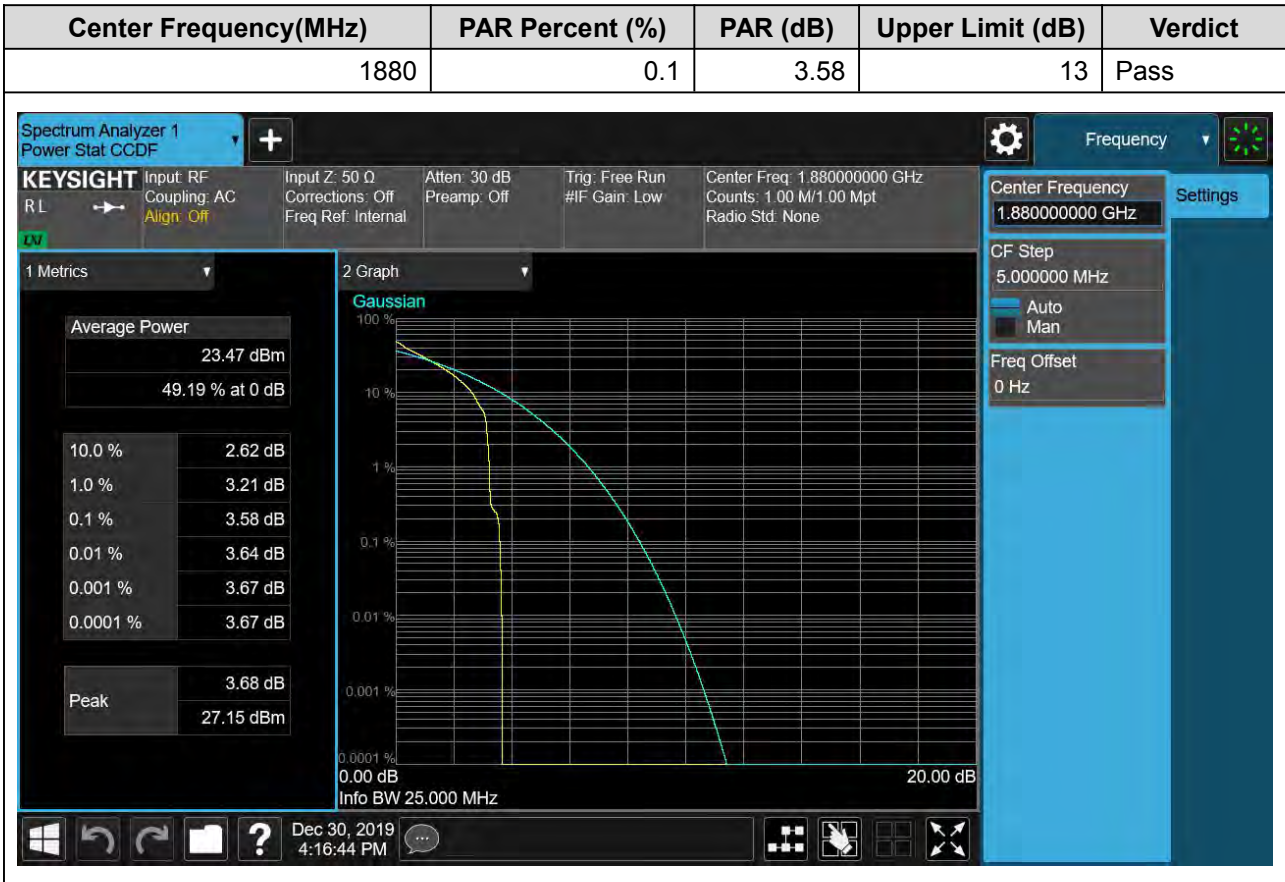 Center Frequency(MHz) PAR Percent (%) PAR (dB) Upper Limit (dB) Verdict
1880 0.1 3.58 13 Pass
Spectrum Analyzer 1
Power Stat CCDF
Frequency
KEYSIGHT
R L
Input: RF
Coupling: AC
Align: Off
Input Z: 50 Ω
Corrections: Off
Freq Ref: Internal
Atten: 30 dB
Preamp: Off
Trig: Free Run
#IF Gain: Low
Center Freq: 1.880000000 GHz
Counts: 1.00 M/1.00 Mpt
Radio Std: None
Center Frequency
1.880000000 GHz
Settings
CF Step
5.000000 MHz
Auto
Man
Freq Offset
0 Hz
1 Metrics
Average Power
23.47 dBm
49.19 % at 0 dB
10.0 % 2.62 dB
1.0 % 3.21 dB
0.1 % 3.58 dB
0.01 % 3.64 dB
0.001 % 3.67 dB
0.0001 % 3.67 dB
Peak
3.68 dB
27.15 dBm
2 Graph
Gaussian
100 %
10 %
1 %
0.1 %
0.01 %
0.001 %
0.0001 %
0.00 dB 20.00 dB
Info BW 25.000 MHz
Dec 30, 2019
4:16:44 PM